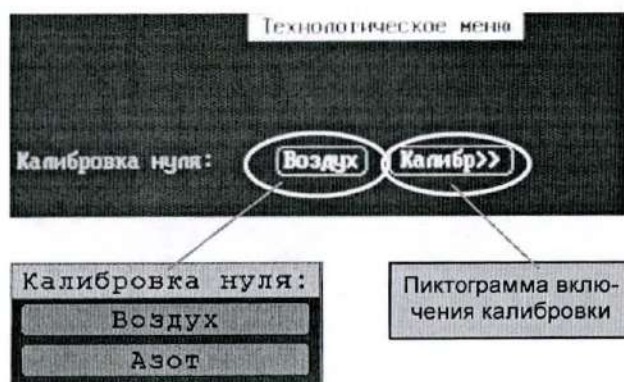 Технологическое меню
Калибровка нуля: Воздух Калибр>>
Калибровка нуля:
Воздух
Азот
Пиктограмма вклю-
чения калибровки